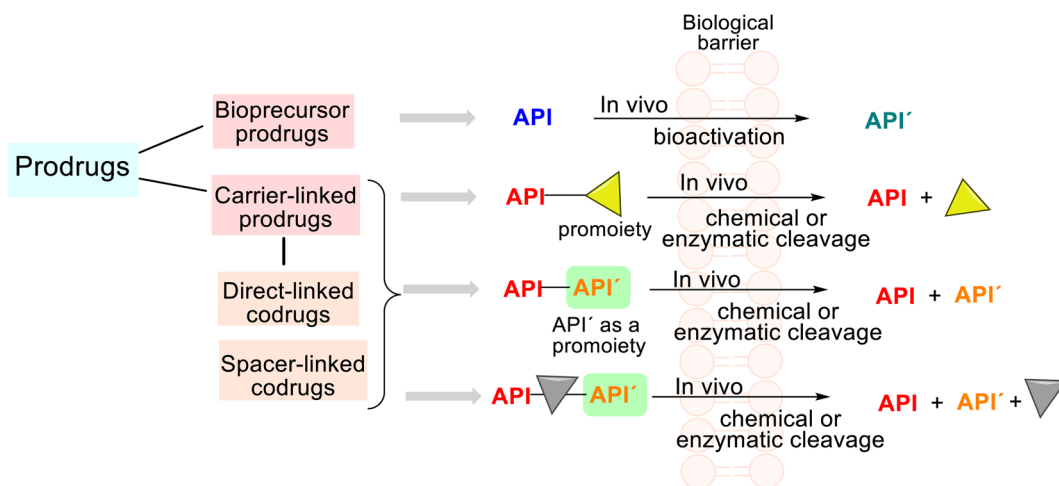 Biological
barrier
Prodrugs
Bioprecursor
prodrugs
API
In vivo
bioactivation
API´
Carrier-linked
prodrugs
API
promoiety
In vivo
chemical or
enzymatic cleavage
API +
Direct-linked
codrugs
API
API´
API´ as a
promoiety
In vivo
chemical or
enzymatic cleavage
API + API´
Spacer-linked
codrugs
API
API´
In vivo
chemical or
enzymatic cleavage
API + API´ +